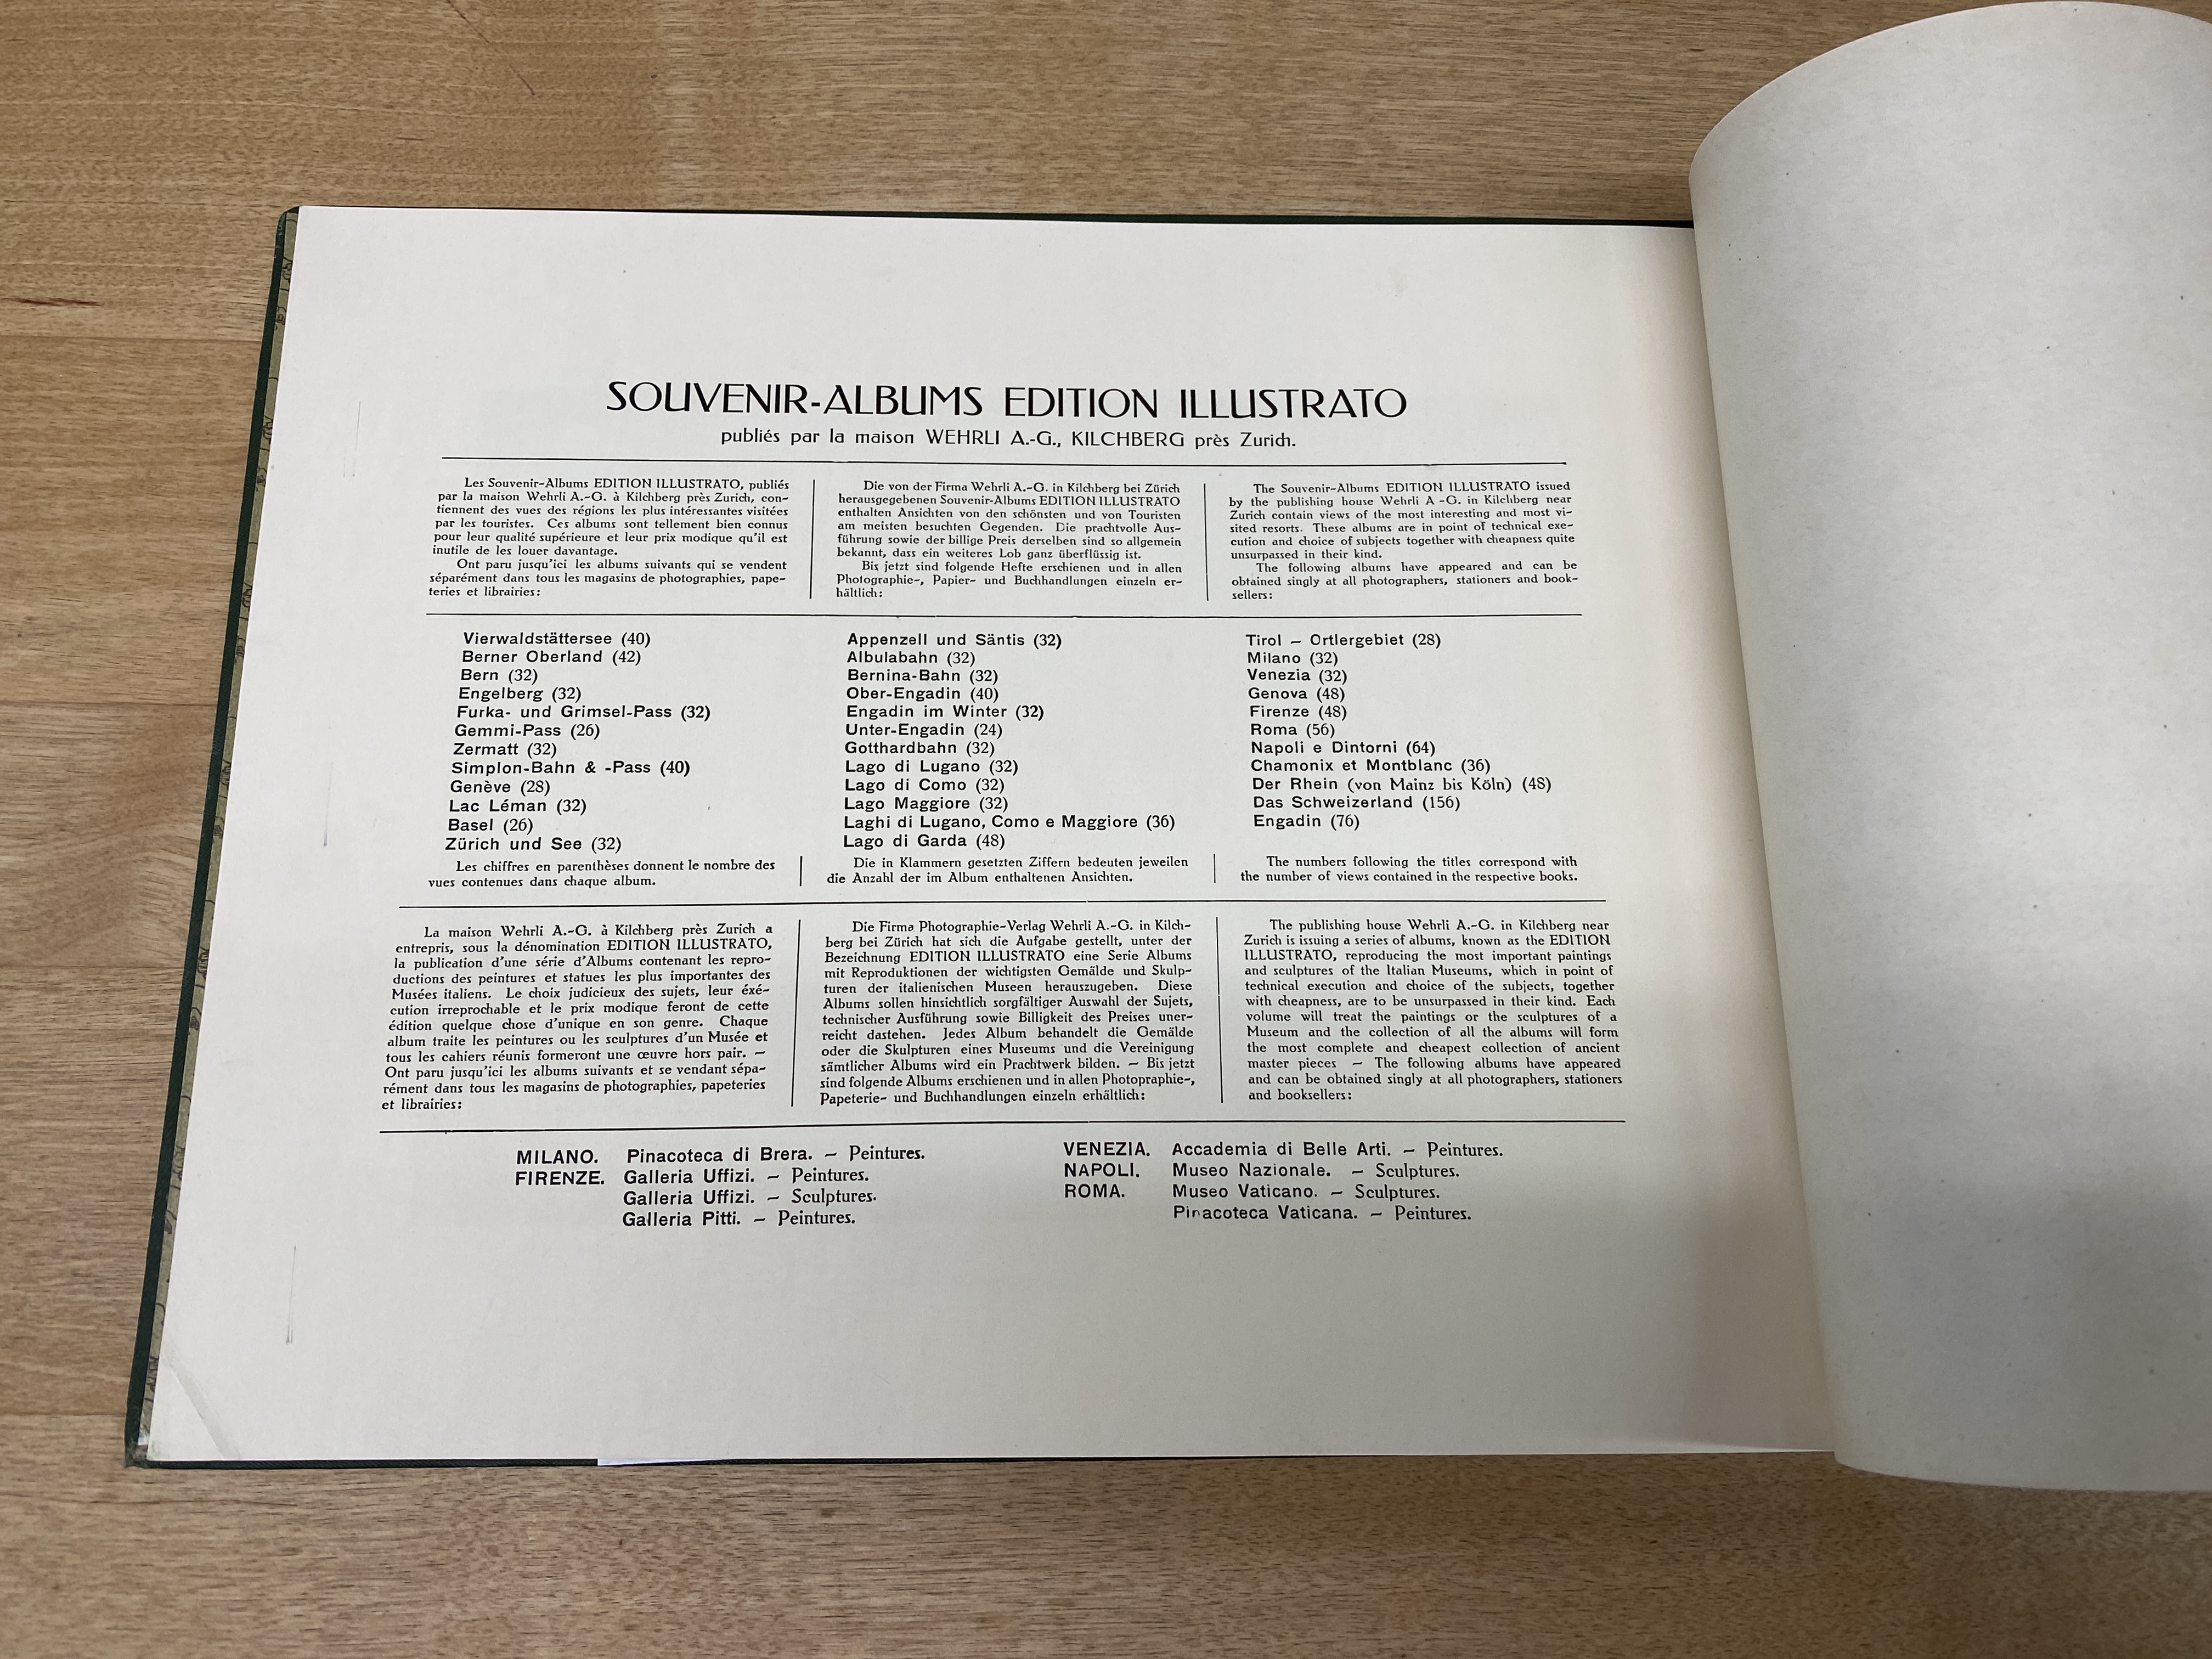 SOUVENIR-ALBUMS EDITION ILLUSTRATO
publiés par la maison WEHRLI A.-G., KILCHBERG près Zurich.
Les Souvenir-Albums EDITION ILLUSTRATO, publiés
par la maison Wehrli A.-G. à Kilchberg près Zurich, con-
tiennent des vues des régions les plus intéressantes visitées
par les touristes. Ces albums sont tellement bien connus
pour leur qualité supérieure et leur prix modique qu'il est
inutile de les louer davantage.
Ont paru jusqu'ici les albums suivants qui se vendent
séparément dans tous les magasins de photographies, pape-
teries et librairies:
Die von der Firma Wehrli A.-G. in Kilchberg bei Zürich
herausgegebenen Souvenir-Albums EDITION ILLUSTRATO
enthalten Ansichten von den schönsten und von Touristen
am meisten besuchten Gegenden. Die prachtvolle Aus-
führung sowie der billige Preis derselben sind so allgemein
bekannt, dass ein weiteres Lob ganz überflüssig ist.
Bis jetzt sind folgende Hefte erschienen und in allen
Photographie-, Papier- und Buchhandlungen einzeln er-
hältlich:
The Souvenir-Albums EDITION ILLUSTRATO issued
by the publishing house Wehrli A -G. in Kilchberg near
Zurich contain views of the most interesting and most vi-
sited resorts. These albums are in point of technical exe-
cution and choice of subjects together with cheapness quite
unsurpassed in their kind.
The following albums have appeared and can be
obtained singly at all photographers, stationers and book-
sellers:
Vierwaldstättersee (40)
Berner Oberland (42)
Bern (32)
Engelberg (32)
Furka- und Grimsel-Pass (32)
Gemmi-Pass (26)
Zermatt (32)
Simplon-Bahn & -Pass (40)
Genève (28)
Lac Léman (32)
Basel (26)
Zürich und See (32)
Appenzell und Säntis (32)
Albulabahn (32)
Bernina-Bahn (32)
Ober-Engadin (40)
Engadin im Winter (32)
Unter-Engadin (24)
Gotthardbahn (32)
Lago di Lugano (32)
Lago di Como (32)
Lago Maggiore (32)
Laghi di Lugano, Como e Maggiore (36)
Lago di Garda (48)
Tirol – Ortlergebiet (28)
Milano (32)
Venezia (32)
Genova (48)
Firenze (48)
Roma (56)
Napoli e Dintorni (64)
Chamonix et Montblanc (36)
Der Rhein (von Mainz bis Köln) (48)
Das Schweizerland (156)
Engadin (76)
Les chiffres en parenthèses donnent le nombre des
vues contenues dans chaque album.
Die in Klammern gesetzten Ziffern bedeuten jeweilen
die Anzahl der im Album enthaltenen Ansichten.
The numbers following the titles correspond with
the number of views contained in the respective books.
La maison Wehrli A.-G. à Kilchberg près Zurich a
entrepris, sous la dénomination EDITION ILLUSTRATO,
la publication d'une série d'Albums contenant les repro-
ductions des peintures et statues les plus importantes des
Musées italiens. Le choix judicieux des sujets, leur éxé-
cution irreprochable et le prix modique feront de cette
édition quelque chose d'unique en son genre. Chaque
album traite les peintures ou les sculptures d'un Musée et
tous les cahiers réunis formeront une œuvre hors pair. –
Ont paru jusqu'ici les albums suivants et se vendant sépa-
rément dans tous les magasins de photographies, papeteries
et librairies:
Die Firma Photographie-Verlag Wehrli A.-G. in Kilch-
berg bei Zürich hat sich die Aufgabe gestellt, unter der
Bezeichnung EDITION ILLUSTRATO eine Serie Albums
mit Reproduktionen der wichtigsten Gemälde und Skulp-
turen der italienischen Museen herauszugeben. Diese
Albums sollen hinsichtlich sorgfältiger Auswahl der Sujets,
technischer Ausführung sowie Billigkeit des Preises uner-
reicht dastehen. Jedes Album behandelt die Gemälde
oder die Skulpturen eines Museums und die Vereinigung
sämtlicher Albums wird ein Prachtwerk bilden. – Bis jetzt
sind folgende Albums erschienen und in allen Photopraphie-,
Papeterie- und Buchhandlungen einzeln erhältlich:
The publishing house Wehrli A.-G. in Kilchberg near
Zurich is issuing a series of albums, known as the EDITION
ILLUSTRATO, reproducing the most important paintings
and sculptures of the Italian Museums, which in point of
technical execution and choice of the subjects, together
with cheapness, are to be unsurpassed in their kind. Each
volume will treat the paintings or the sculptures of a
Museum and the collection of all the albums will form
the most complete and cheapest collection of ancient
master pieces – The following albums have appeared
and can be obtained singly at all photographers, stationers
and booksellers:
MILANO. Pinacoteca di Brera. – Peintures.
FIRENZE. Galleria Uffizi. – Peintures.
Galleria Uffizi. – Sculptures.
Galleria Pitti. – Peintures.
VENEZIA. Accademia di Belle Arti. – Peintures.
NAPOLI. Museo Nazionale. – Sculptures.
ROMA. Museo Vaticano. – Sculptures.
Pinacoteca Vaticana. – Peintures.